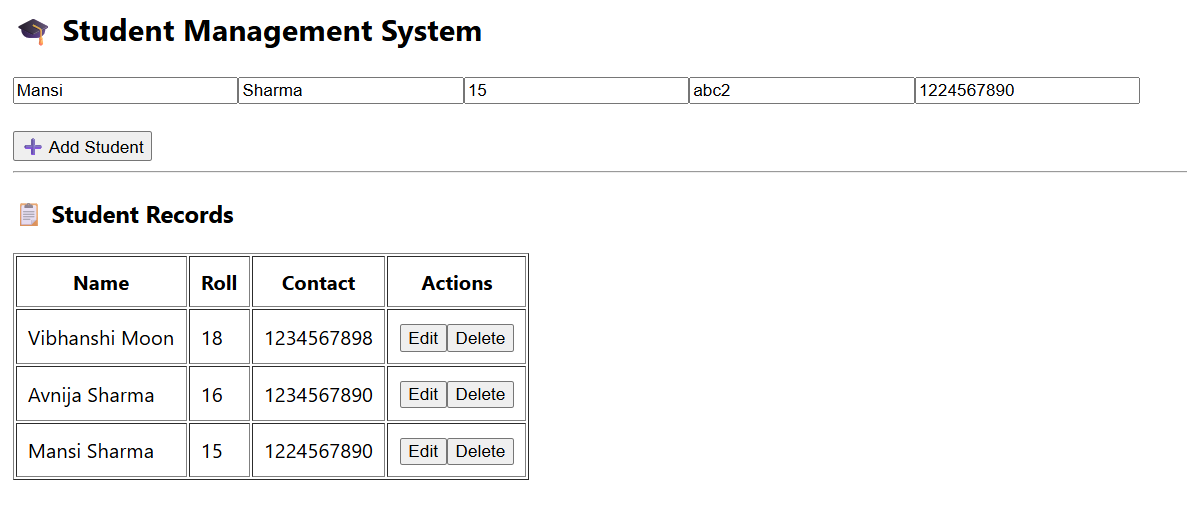 🎓 Student Management System
Mansi Sharma 15 abc2 1224567890
➕ Add Student
📋 Student Records
Name Roll Contact Actions
Vibhanshi Moon 18 1234567898 Edit Delete
Avnija Sharma 16 1234567890 Edit Delete
Mansi Sharma 15 1224567890 Edit Delete